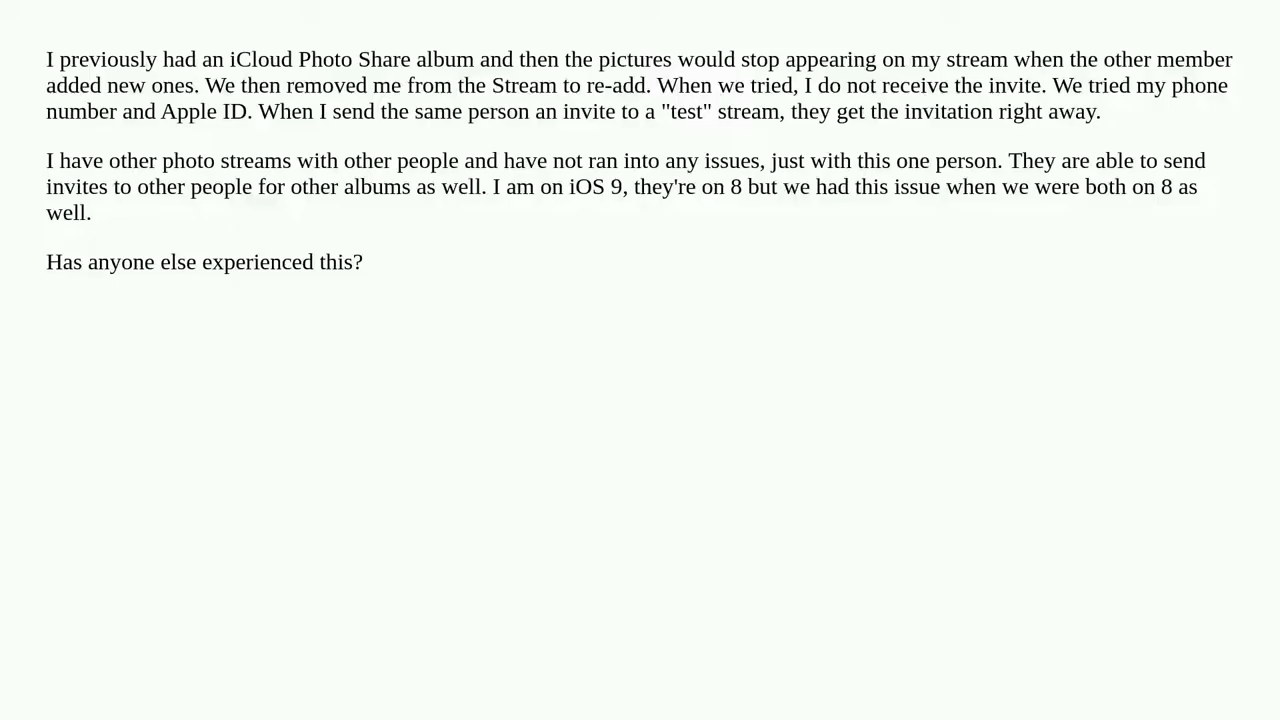 I previously had an iCloud Photo Share album and then the pictures would stop appearing on my stream when the other member
added new ones. We then removed me from the Stream to re-add. When we tried, I do not receive the invite. We tried my phone
number and Apple ID. When I send the same person an invite to a "test" stream, they get the invitation right away.
I have other photo streams with other people and have not ran into any issues, just with this one person. They are able to send
invites to other people for other albums as well. I am on iOS 9, they're on 8 but we had this issue when we were both on 8 as
well.
Has anyone else experienced this?